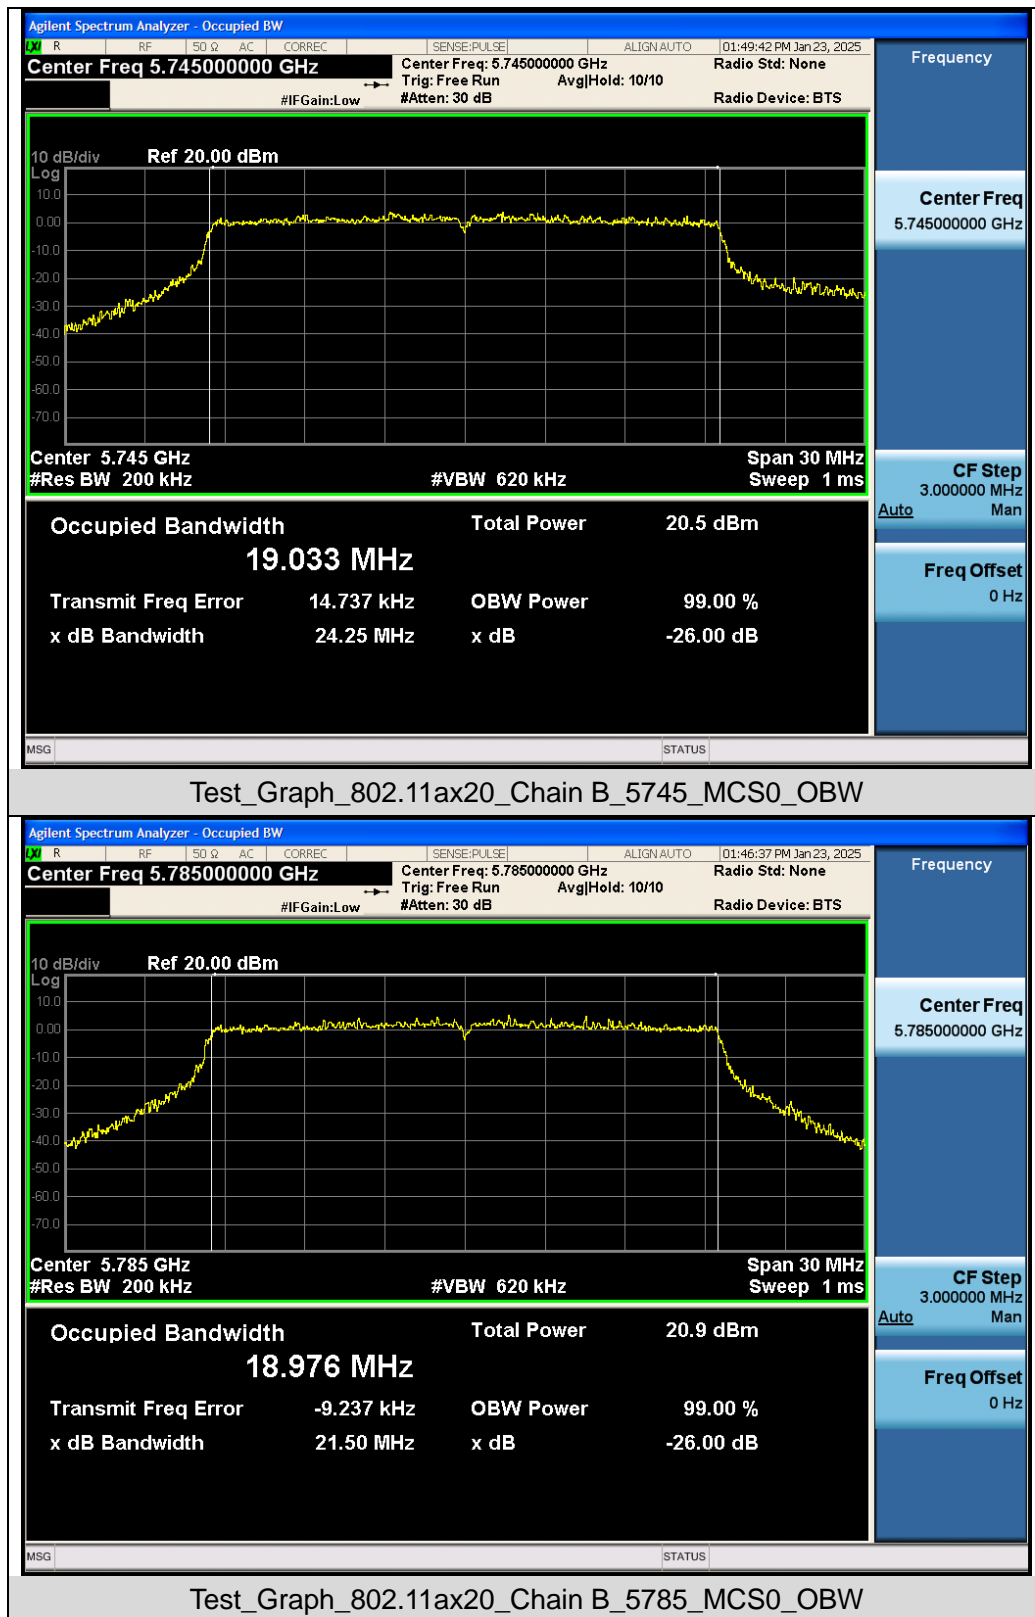 Agilent Spectrum Analyzer - Occupied BW
LXI R RF 50 Ω AC CORREC SENSE:PULSE ALIGN AUTO 01:49:42 PM Jan 23, 2025
Center Freq 5.745000000 GHz Center Freq: 5.745000000 GHz Radio Std: None Frequency
Trig: Free Run Avg|Hold: 10/10
#IFGain:Low #Atten: 30 dB Radio Device: BTS
10 dB/div Ref 20.00 dBm
Log
10.0
0.00
-10.0
-20.0
-30.0
-40.0
-50.0
-60.0
-70.0
Center Freq
5.745000000 GHz
Center 5.745 GHz Span 30 MHz
#Res BW 200 kHz #VBW 620 kHz Sweep 1 ms
CF Step
3.000000 MHz
Auto Man
Occupied Bandwidth Total Power 20.5 dBm
19.033 MHz
Freq Offset
0 Hz
Transmit Freq Error 14.737 kHz OBW Power 99.00 %
x dB Bandwidth 24.25 MHz x dB -26.00 dB
MSG STATUS
Test_Graph_802.11ax20_Chain B_5745_MCS0_OBW
Agilent Spectrum Analyzer - Occupied BW
LXI R RF 50 Ω AC CORREC SENSE:PULSE ALIGN AUTO 01:46:37 PM Jan 23, 2025
Center Freq 5.785000000 GHz Center Freq: 5.785000000 GHz Radio Std: None Frequency
Trig: Free Run Avg|Hold: 10/10
#IFGain:Low #Atten: 30 dB Radio Device: BTS
10 dB/div Ref 20.00 dBm
Log
10.0
0.00
-10.0
-20.0
-30.0
-40.0
-50.0
-60.0
-70.0
Center Freq
5.785000000 GHz
Center 5.785 GHz Span 30 MHz
#Res BW 200 kHz #VBW 620 kHz Sweep 1 ms
CF Step
3.000000 MHz
Auto Man
Occupied Bandwidth Total Power 20.9 dBm
18.976 MHz
Freq Offset
0 Hz
Transmit Freq Error -9.237 kHz OBW Power 99.00 %
x dB Bandwidth 21.50 MHz x dB -26.00 dB
MSG STATUS
Test_Graph_802.11ax20_Chain B_5785_MCS0_OBW